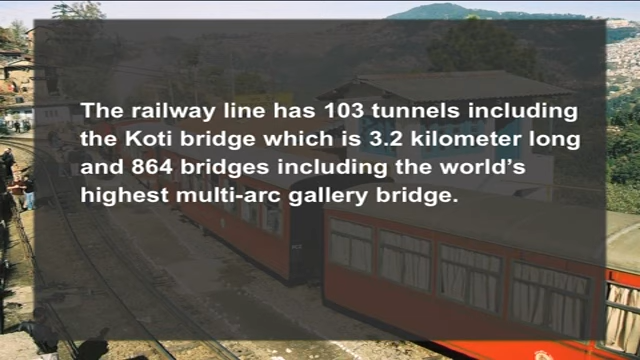 The railway line has 103 tunnels including
the Koti bridge which is 3.2 kilometer long
and 864 bridges including the world's
highest multi-arc gallery bridge.